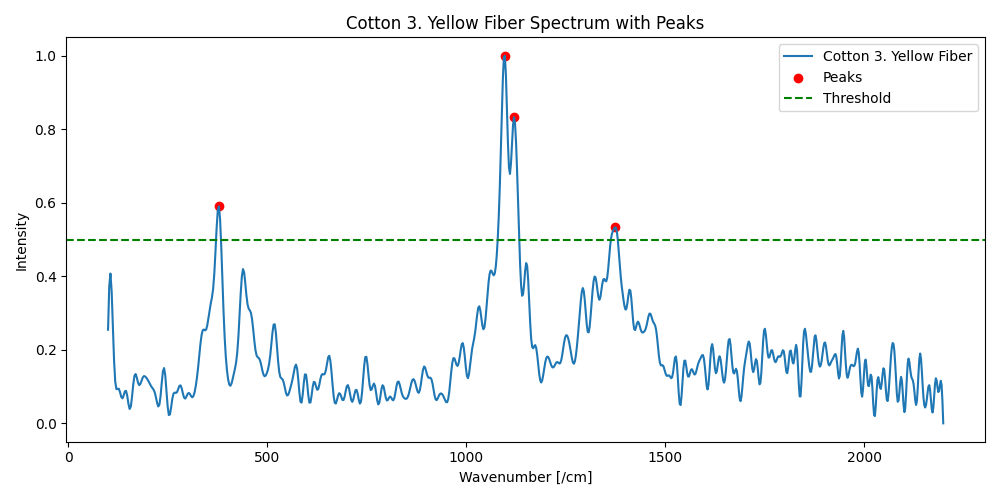 Cotton 3. Yellow Fiber Spectrum with Peaks
Cotton 3. Yellow Fiber
Peaks
Threshold
Intensity
1.0
0.8
0.6
0.4
0.2
0.0
0 500 1000 1500 2000
Wavenumber [/cm]